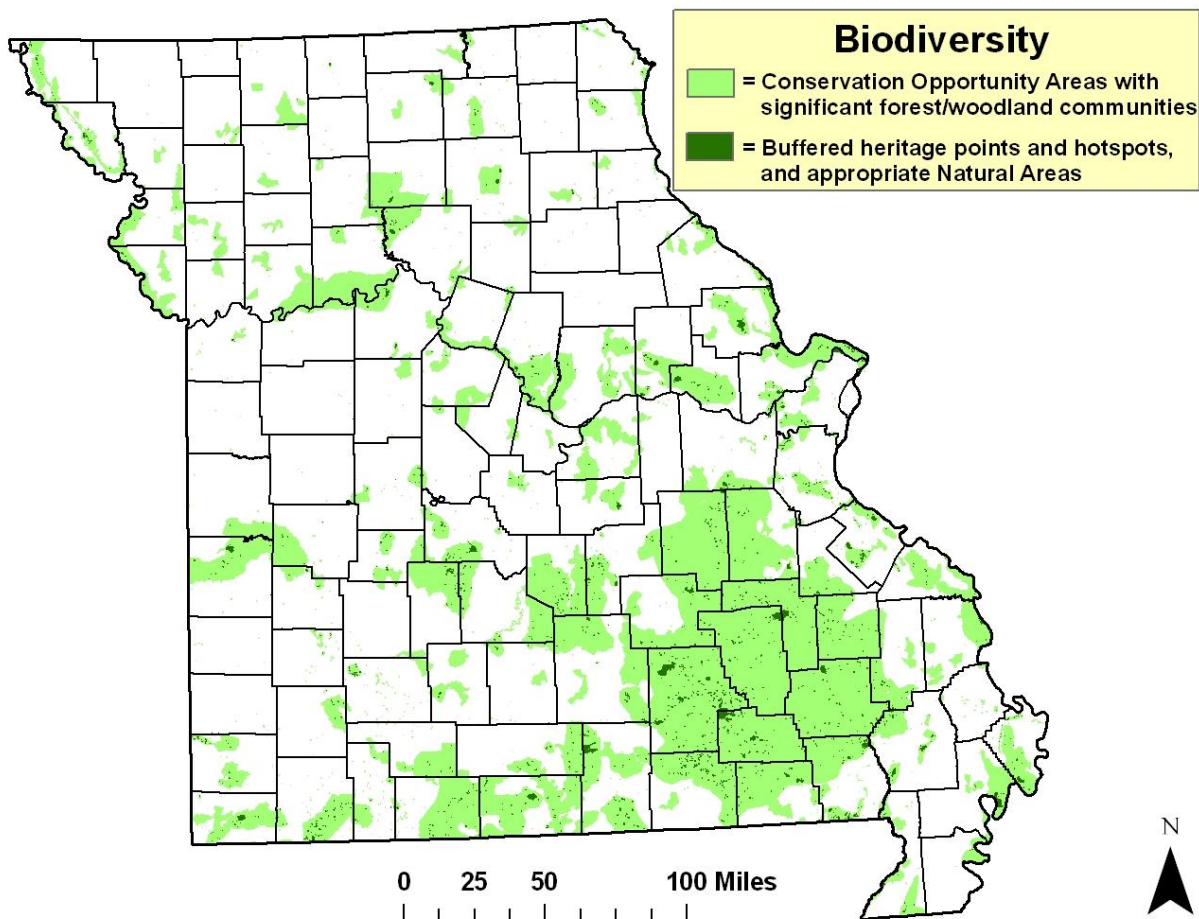 Biodiversity
= Conservation Opportunity Areas with
significant forest/woodland communities
= Buffered heritage points and hotspots,
and appropriate Natural Areas
N
0 25 50 100 Miles